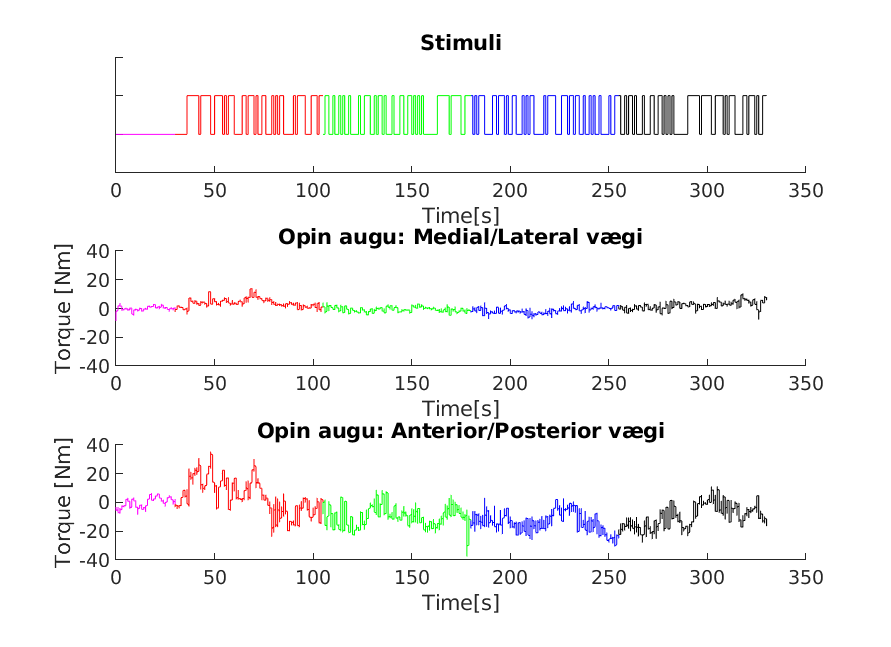 Stimuli
0 50 100 150 200 250 300 350
Time[s]
Opin augu: Medial/Lateral vægi
Torque [Nm]
40
20
0
-20
-40
0 50 100 150 200 250 300 350
Time[s]
Opin augu: Anterior/Posterior vægi
Torque [Nm]
40
20
0
-20
-40
0 50 100 150 200 250 300 350
Time[s]